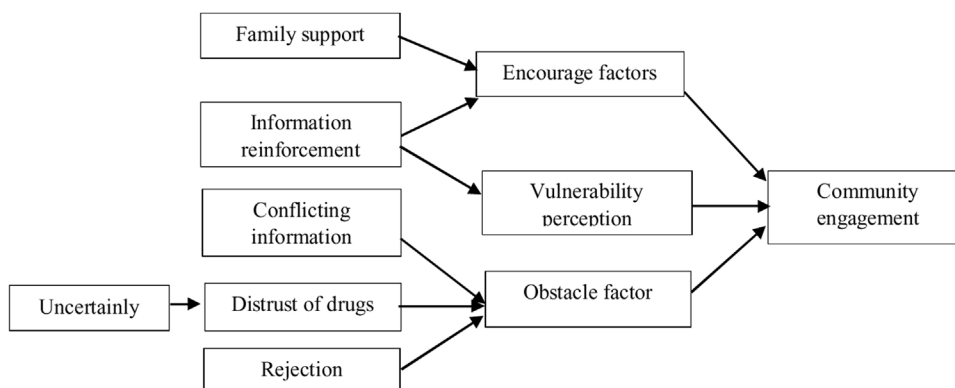 Family support
Encourage factors
Information
reinforcement
Vulnerability
perception
Community
engagement
Conflicting
information
Obstacle factor
Uncertainly
Distrust of drugs
Rejection